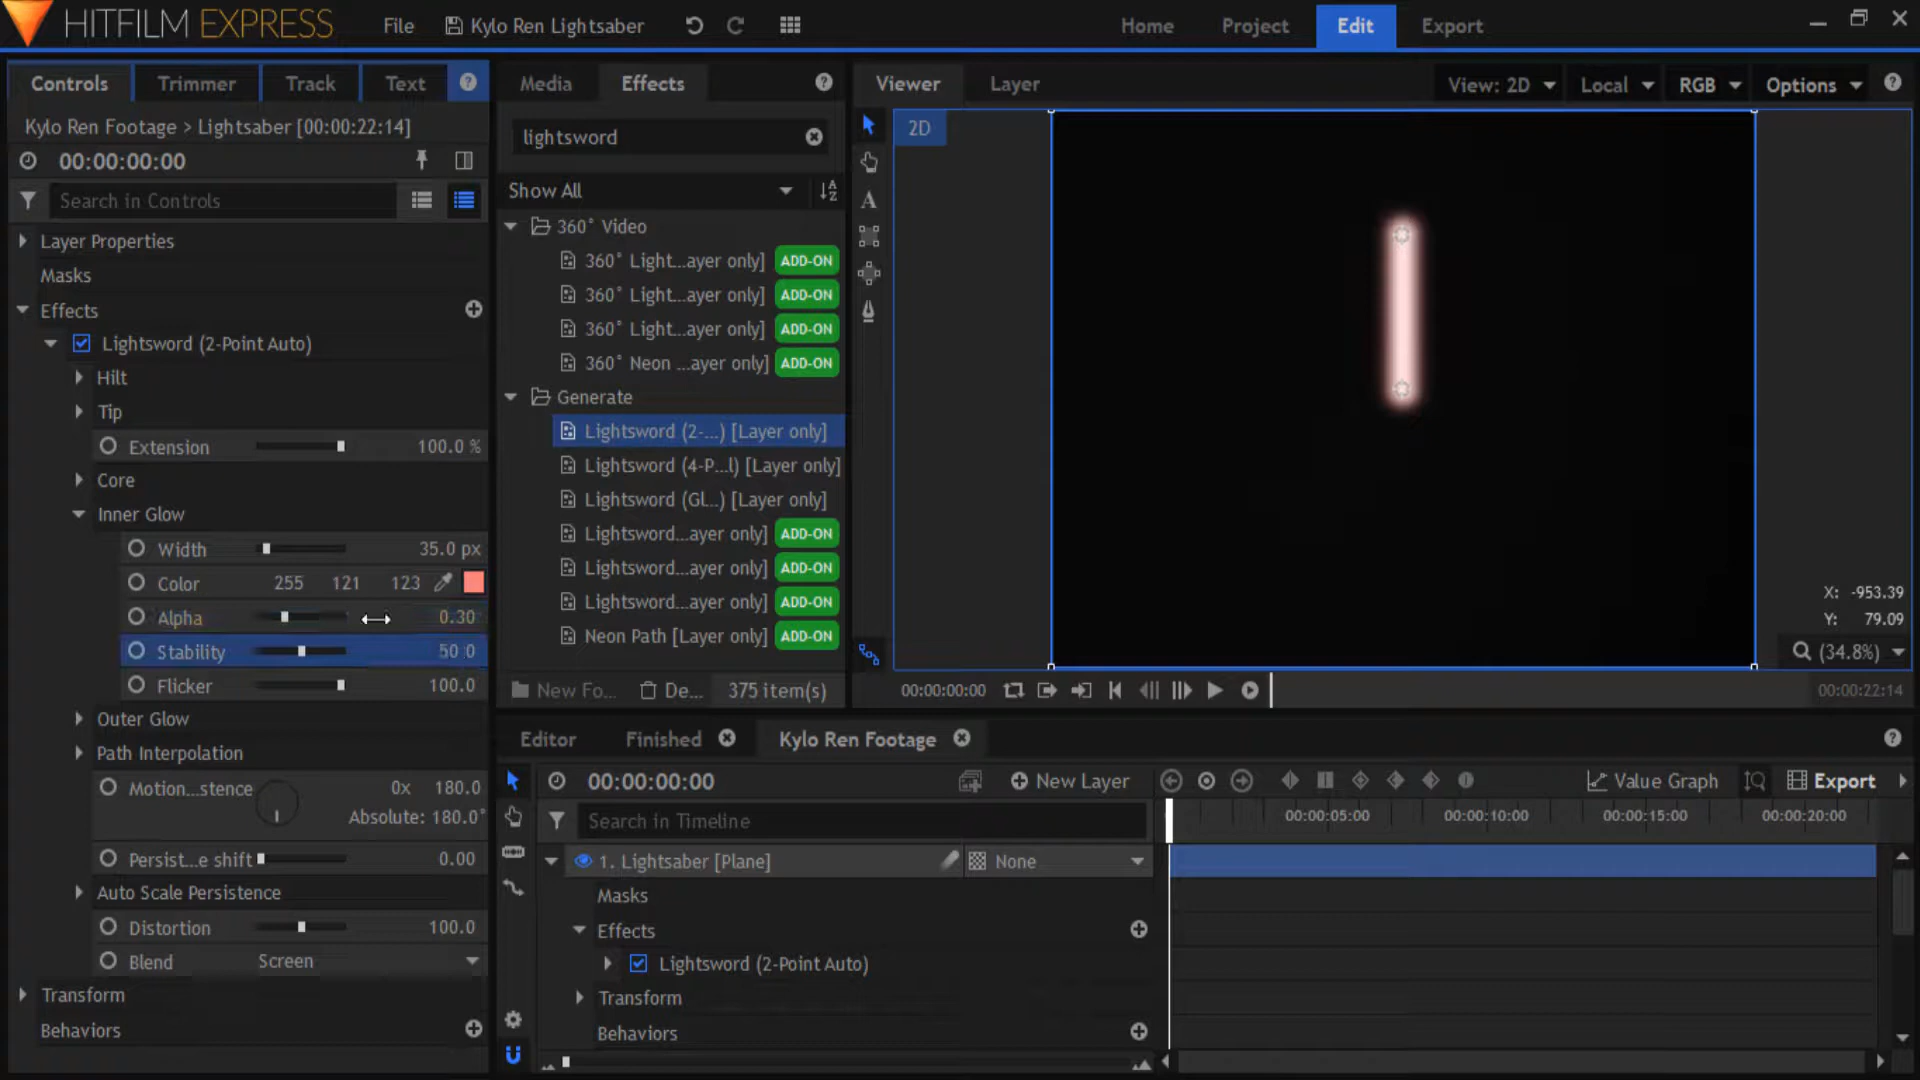 HITFILM EXPRESS
File
Kylo Ren Lightsaber
Home
Project
Edit
Export
Controls
Trimmer
Track
Text
Kylo Ren Footage > Lightsaber [00:00:22:14]
00:00:00:00
Search in Controls
Layer Properties
Masks
Effects
Lightsword (2-Point Auto)
Hilt
Tip
Extension 100.0 %
Core
Inner Glow
Width 35.0 px
Color 255 121 123
Alpha 0.30
Stability 50.0
Flicker 100.0
Outer Glow
Path Interpolation
Motion...stence 0x 180.0
Absolute: 180.0°
Persist...e shift 0.00
Auto Scale Persistence
Distortion 100.0
Blend Screen
Transform
Behaviors
Media
Effects
lightsword
Show All
360° Video
360° Light...ayer only] ADD-ON
360° Light...ayer only] ADD-ON
360° Light...ayer only] ADD-ON
360° Neon ...ayer] ADD-ON
Generate
Lightsword (2-...) [Layer only]
Lightsword (4-P...l) [Layer only]
Lightsword (Gl...) [Layer only]
Lightsword...ayer only] ADD-ON
Lightsword...ayer only] ADD-ON
Lightsword...ayer only] ADD-ON
Neon Path [Layer only] ADD-ON
New Fo...
De...
375 item(s)
Viewer
Layer
View: 2D
Local
RGB
Options
2D
A
X: -953.39
Y: 79.09
(34.8%)
00:00:00:00
00:00:22:14
Editor
Finished
Kylo Ren Footage
00:00:00:00
New Layer
Value Graph
Export
Search in Timeline
00:00:05:00
00:00:10:00
00:00:15:00
00:00:20:00
1. Lightsaber [Plane]
None
Masks
Effects
Lightsword (2-Point Auto)
Transform
Behaviors